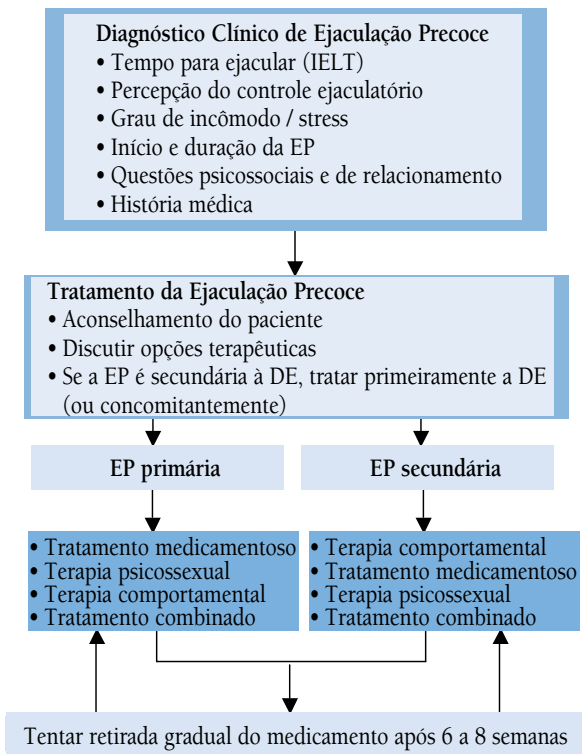 Diagnóstico Clínico de Ejaculação Precoce
• Tempo para ejacular (IELT)
• Percepção do controle ejaculatório
• Grau de incômodo / stress
• Início e duração da EP
• Questões psicossociais e de relacionamento
• História médica
Tratamento da Ejaculação Precoce
• Aconselhamento do paciente
• Discutir opções terapêuticas
• Se a EP é secundária à DE, tratar primeiramente a DE
(ou concomitantemente)
EP primária
EP secundária
• Tratamento medicamentoso
• Terapia psicossexual
• Terapia comportamental
• Tratamento combinado
• Terapia comportamental
• Tratamento medicamentoso
• Terapia psicossexual
• Tratamento combinado
Tentar retirada gradual do medicamento após 6 a 8 semanas